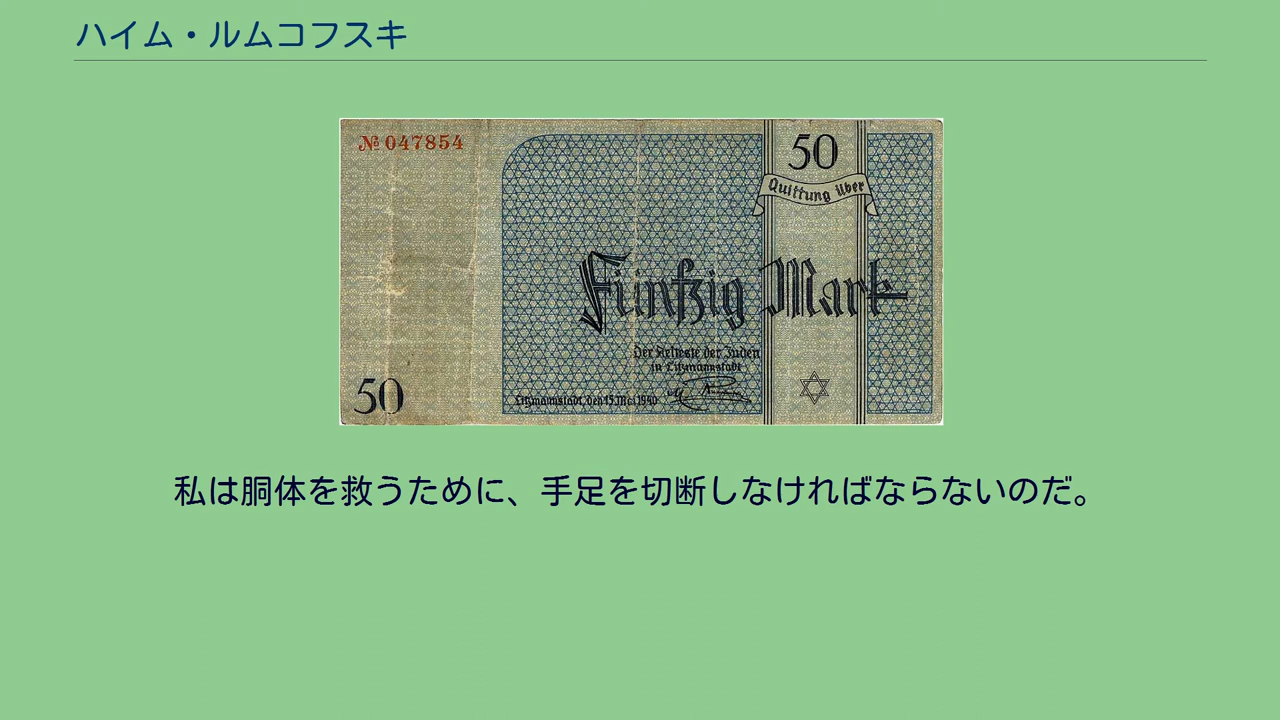 ハイム・ルムコフスキ
№ 047854
50
Quittung über
Fünfzig Mark
Der Aelteste der Juden
in Litzmannstadt
Litzmannstadt, den 15. Mai 1940
50
私は胴体を救うために、手足を切断しなければならないのだ。